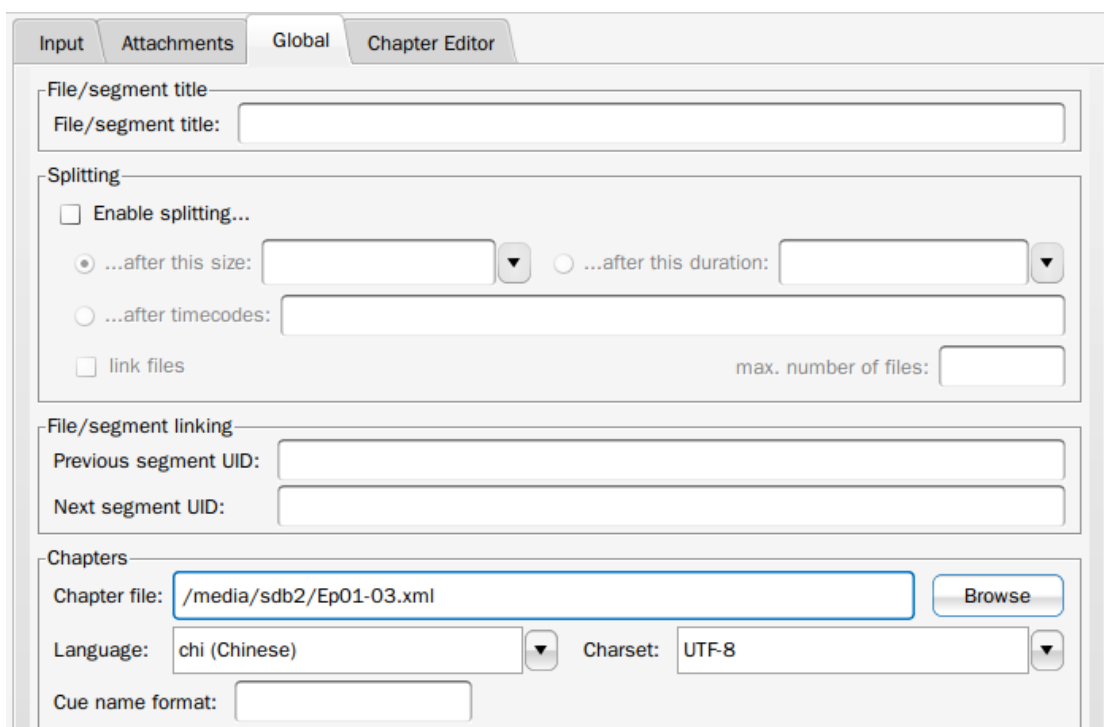 Input Attachments Global Chapter Editor
File/segment title
File/segment title:
Splitting
Enable splitting...
...after this size: ...after this duration:
...after timecodes:
link files max. number of files:
File/segment linking
Previous segment UID:
Next segment UID:
Chapters
Chapter file: /media/sdb2/Ep01-03.xml Browse
Language: chi (Chinese) Charset: UTF-8
Cue name format: